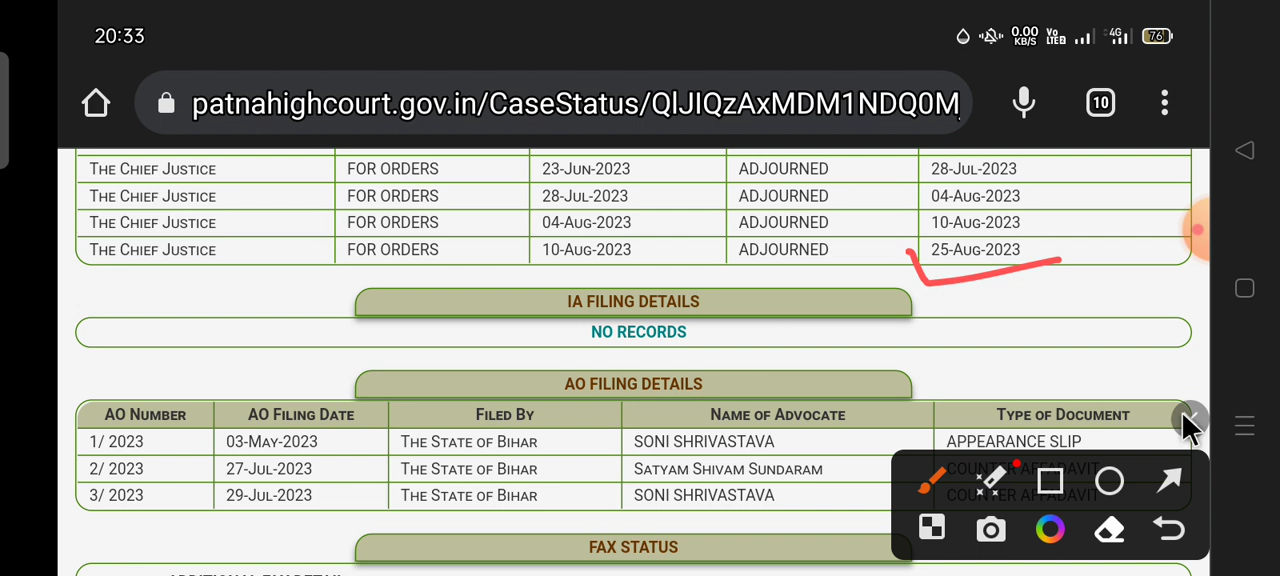 20:33
0.00 KB/S Vo LTE2 4G 76
patnahighcourt.gov.in/CaseStatus/QlJIQzAxMDM1NDQ0M
10
THE CHIEF JUSTICE FOR ORDERS 23-JUN-2023 ADJOURNED 28-JUL-2023
THE CHIEF JUSTICE FOR ORDERS 28-JUL-2023 ADJOURNED 04-AUG-2023
THE CHIEF JUSTICE FOR ORDERS 04-AUG-2023 ADJOURNED 10-AUG-2023
THE CHIEF JUSTICE FOR ORDERS 10-AUG-2023 ADJOURNED 25-AUG-2023
IA FILING DETAILS
NO RECORDS
AO FILING DETAILS
AO NUMBER AO FILING DATE FILED BY NAME OF ADVOCATE TYPE OF DOCUMENT
1/ 2023 03-MAY-2023 THE STATE OF BIHAR SONI SHRIVASTAVA APPEARANCE SLIP
2/ 2023 27-JUL-2023 THE STATE OF BIHAR SATYAM SHIVAM SUNDARAM COUNTER AFFADAVIT
3/ 2023 29-JUL-2023 THE STATE OF BIHAR SONI SHRIVASTAVA COUNTER AFFADAVIT
FAX STATUS